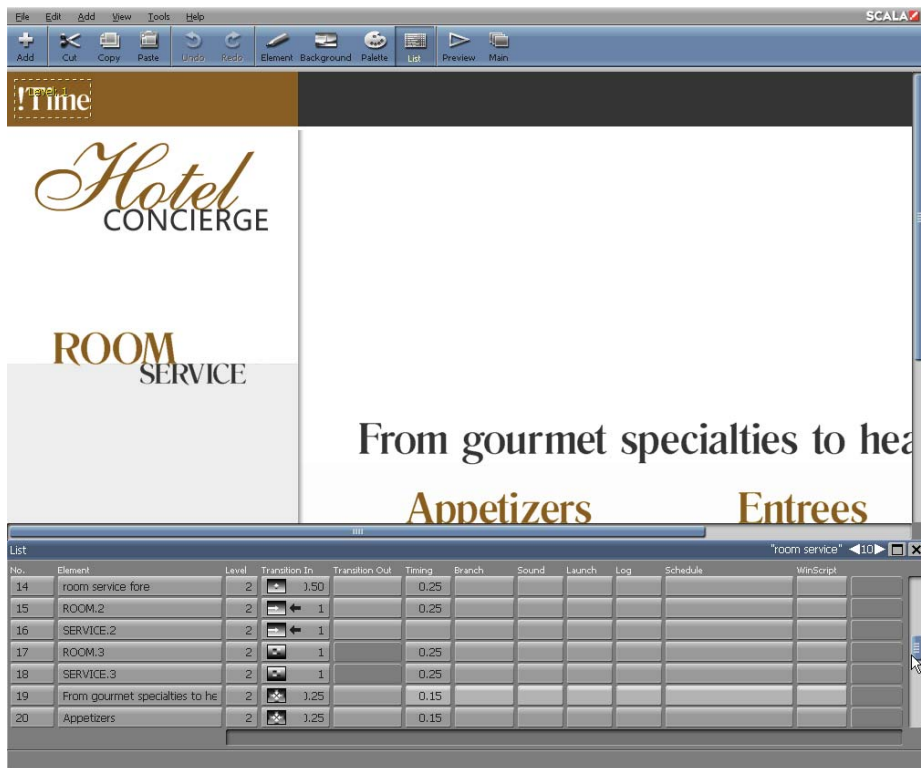 File Edit Add View Tools Help SCALA
Add Cut Copy Paste Undo Redo Element Background Palette List Preview Main
!Time
Level 1
Hotel
CONCIERGE
ROOM
SERVICE
From gourmet specialties to hea
Appetizers Entrees
List "room service" 10
No. Element Level Transition In Transition Out Timing Branch Sound Launch Log Schedule WinScript
14 room service fore 2 ).50 0.25
15 ROOM.2 2 1 0.25
16 SERVICE.2 2 1
17 ROOM.3 2 1 0.25
18 SERVICE.3 2 1 0.25
19 From gourmet specialties to he 2 ).25 0.15
20 Appetizers 2 ).25 0.15